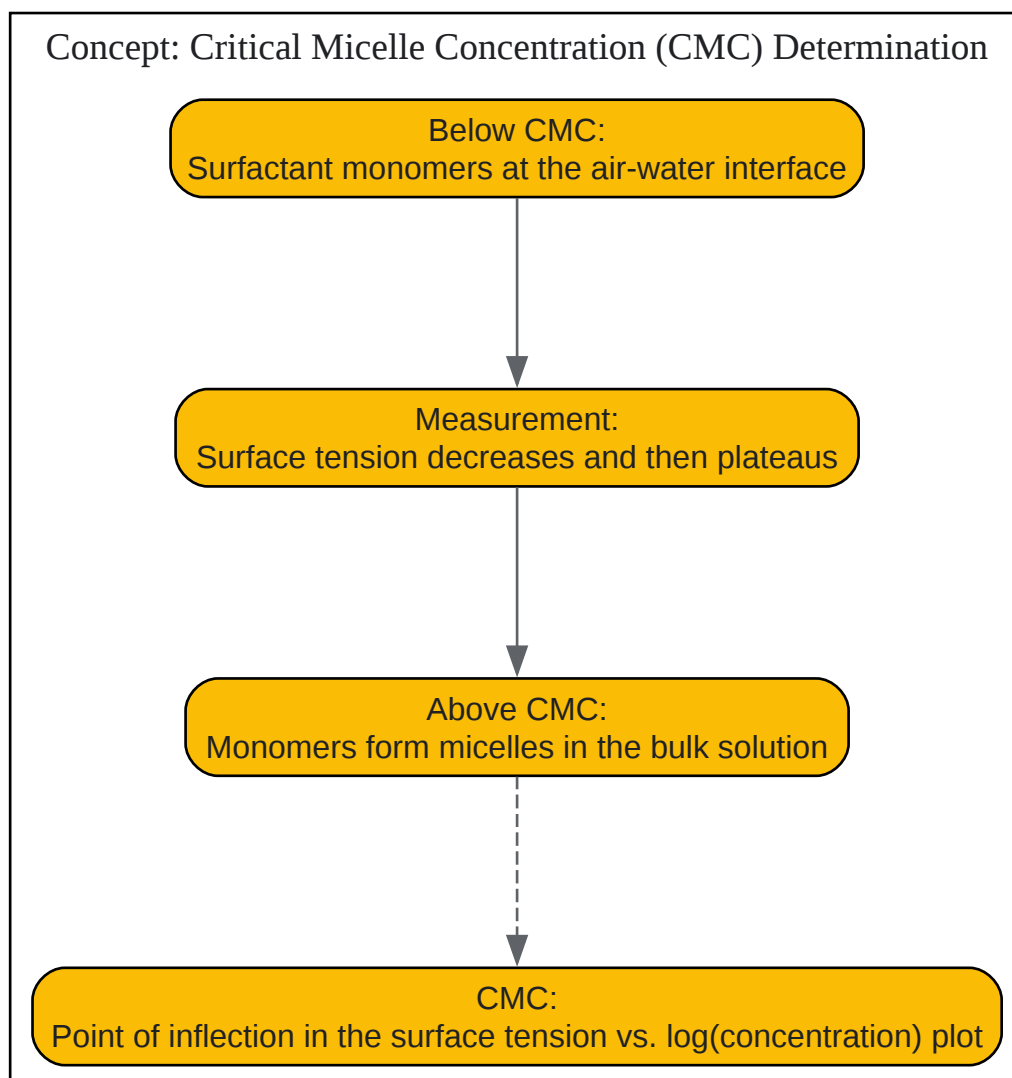 Concept: Critical Micelle Concentration (CMC) Determination
Below CMC:
Surfactant monomers at the air-water interface
Measurement:
Surface tension decreases and then plateaus
Above CMC:
Monomers form micelles in the bulk solution
CMC:
Point of inflection in the surface tension vs. log(concentration) plot